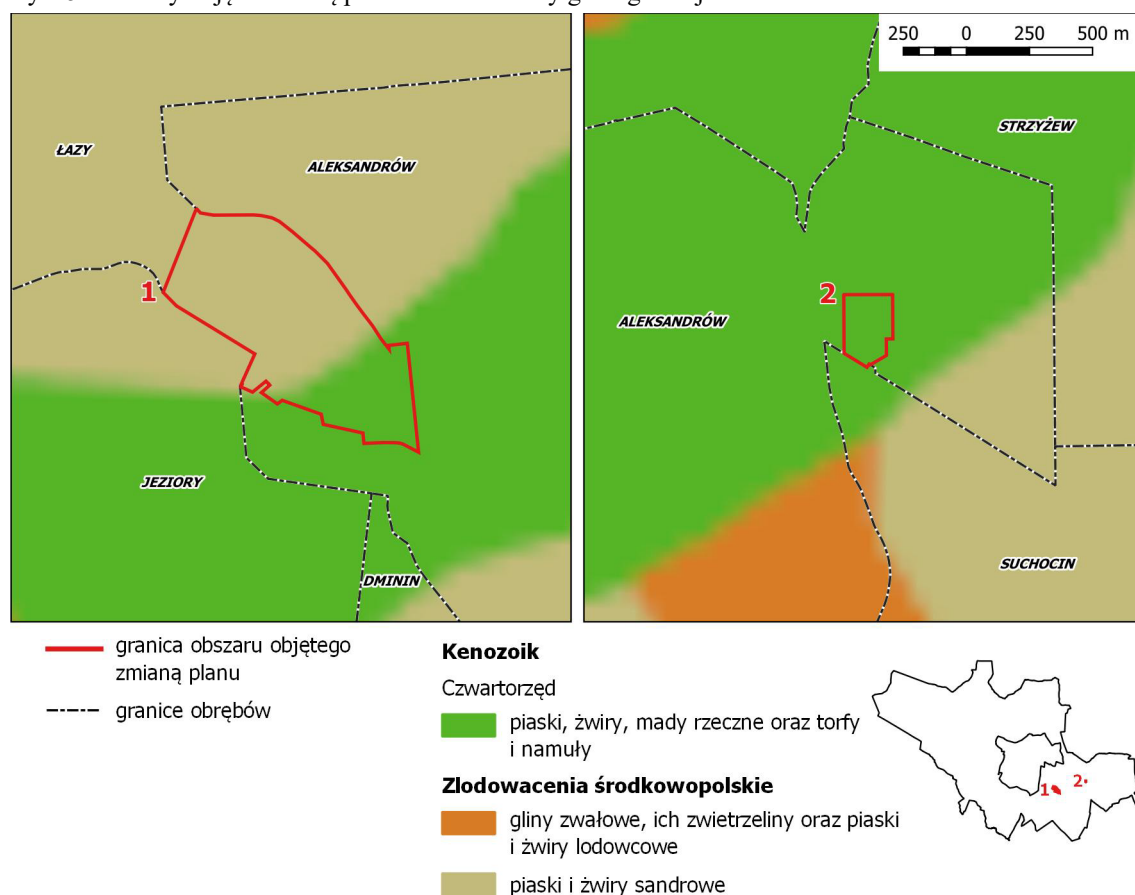 250 0 250 500 m
ŁAZY
ALEKSANDRÓW
STRZYŻEW
1
2
ALEKSANDRÓW
JEZIORY
DMININ
SUCHOCIN
granica obszaru objętego
zmianą planu
granice obrębów
Kenozoik
Czwartorzęd
piaski, żwiry, mady rzeczne oraz torfy
i namuły
Zlodowacenia środkowopolskie
gliny zwałowe, ich zwietrzeliny oraz piaski
i żwiry lodowcowe
piaski i żwiry sandrowe
1
2